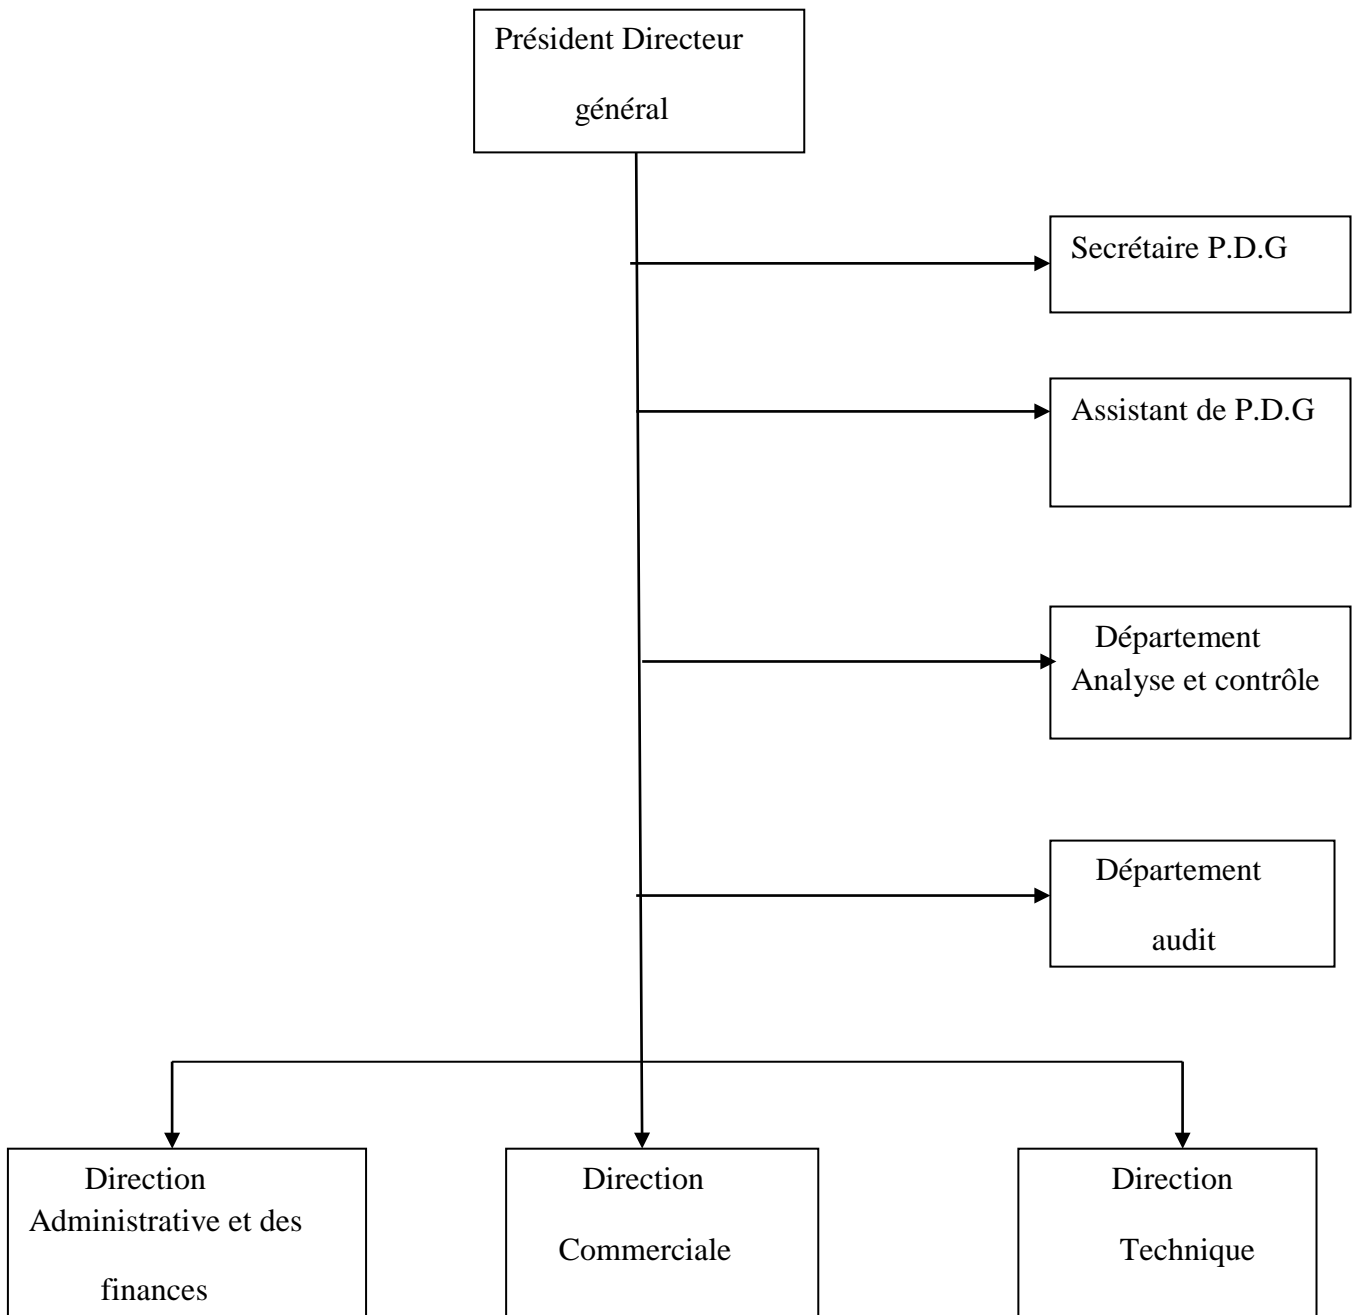 Président Directeur
général
Secrétaire P.D.G
Assistant de P.D.G
Département
Analyse et contrôle
Département
audit
Direction
Administrative et des
finances
Direction
Commerciale
Direction
Technique